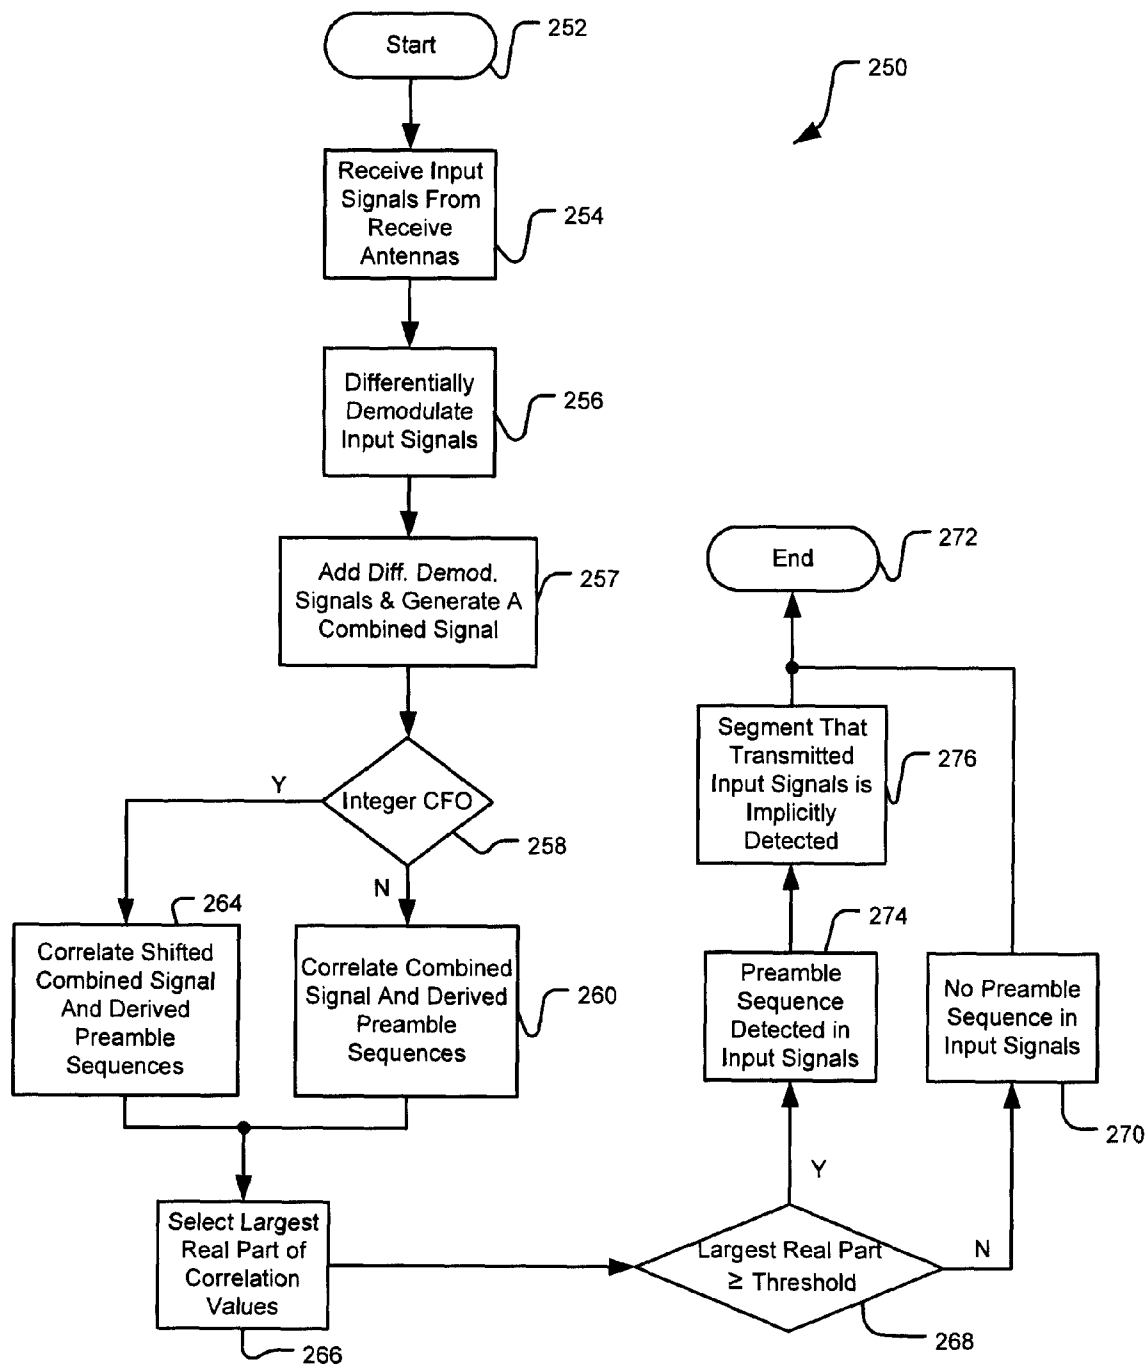 Start
252
250
Receive Input
Signals From
Receive
Antennas
254
Differentially
Demodulate
Input Signals
256
Add Diff. Demod.
Signals & Generate A
Combined Signal
257
Integer CFO
258
Y
N
264
Correlate Shifted
Combined Signal
And Derived
Preamble
Sequences
Correlate Combined
Signal And Derived
Preamble
Sequences
260
Select Largest
Real Part of
Correlation
Values
266
Largest Real Part
≥ Threshold
268
Y
N
Preamble
Sequence
Detected in
Input Signals
274
No Preamble
Sequence in
Input Signals
270
Segment That
Transmitted
Input Signals is
Implicitly
Detected
276
End
272